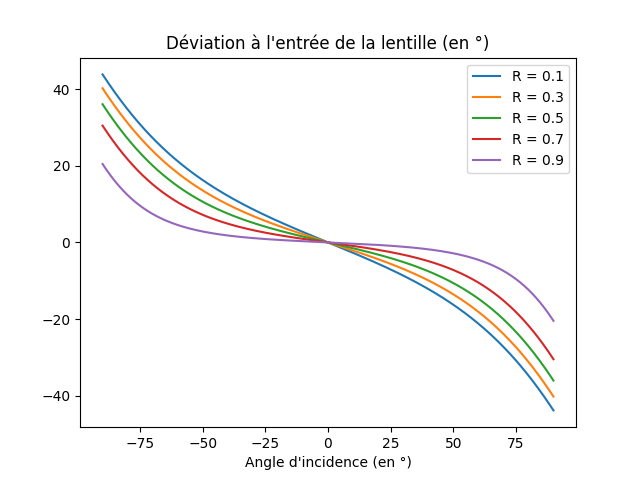 Déviation à l'entrée de la lentille (en °)
R = 0.1
R = 0.3
R = 0.5
R = 0.7
R = 0.9
40
20
0
−20
−40
−75 −50 −25 0 25 50 75
Angle d'incidence (en °)